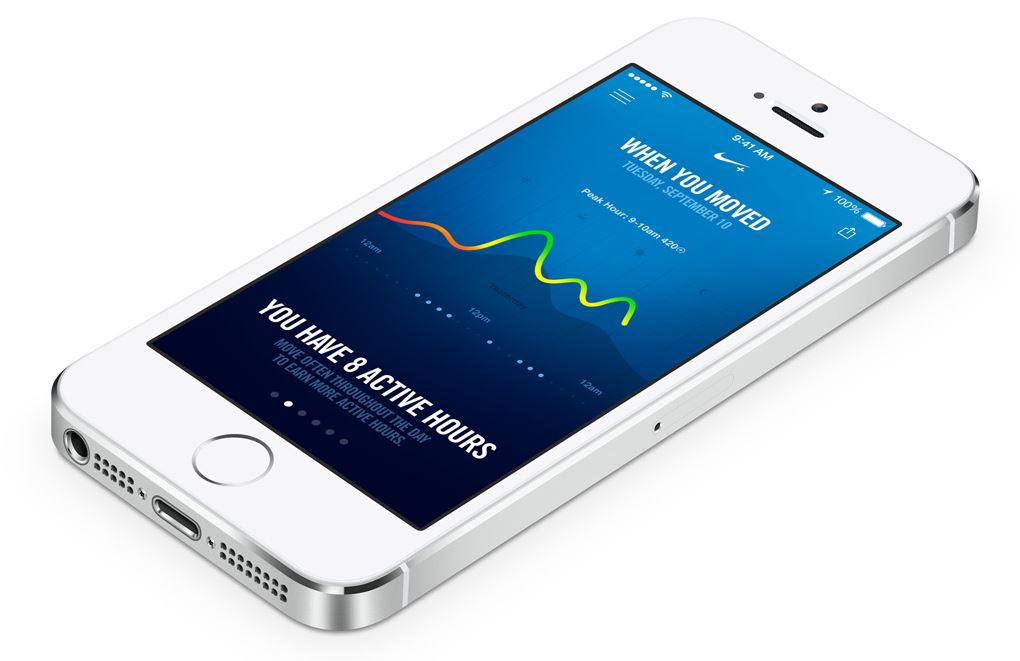 9:41 AM
100%
WHEN YOU MOVED
TUESDAY, SEPTEMBER 10
Peak Hour: 9-10am 420
Yesterday
12am
12pm
12am
YOU HAVE 8 ACTIVE HOURS
MOVE OFTEN THROUGHOUT THE DAY
TO EARN MORE ACTIVE HOURS.